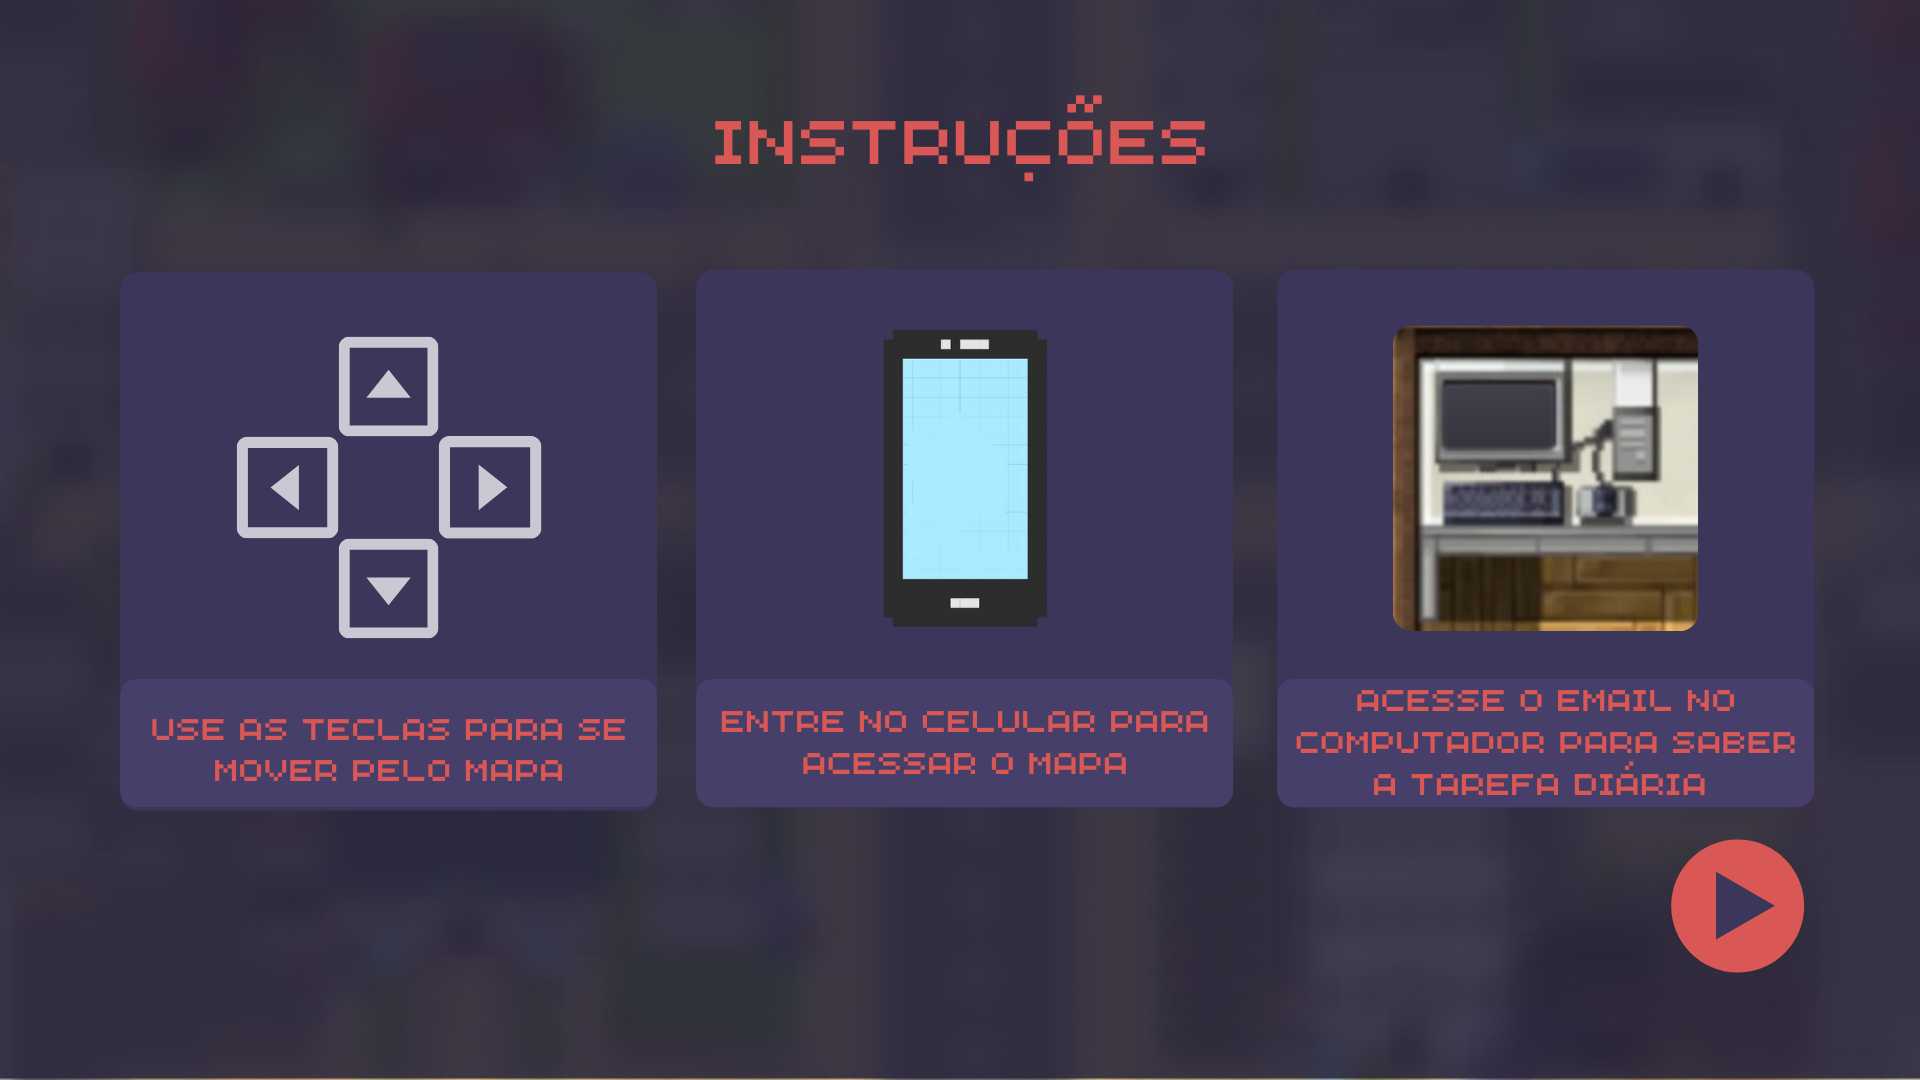 INSTRUÇÕES
USE AS TECLAS PARA SE
MOVER PELO MAPA
ENTRE NO CELULAR PARA
ACESSAR O MAPA
ACESSE O EMAIL NO
COMPUTADOR PARA SABER
A TAREFA DIÁRIA